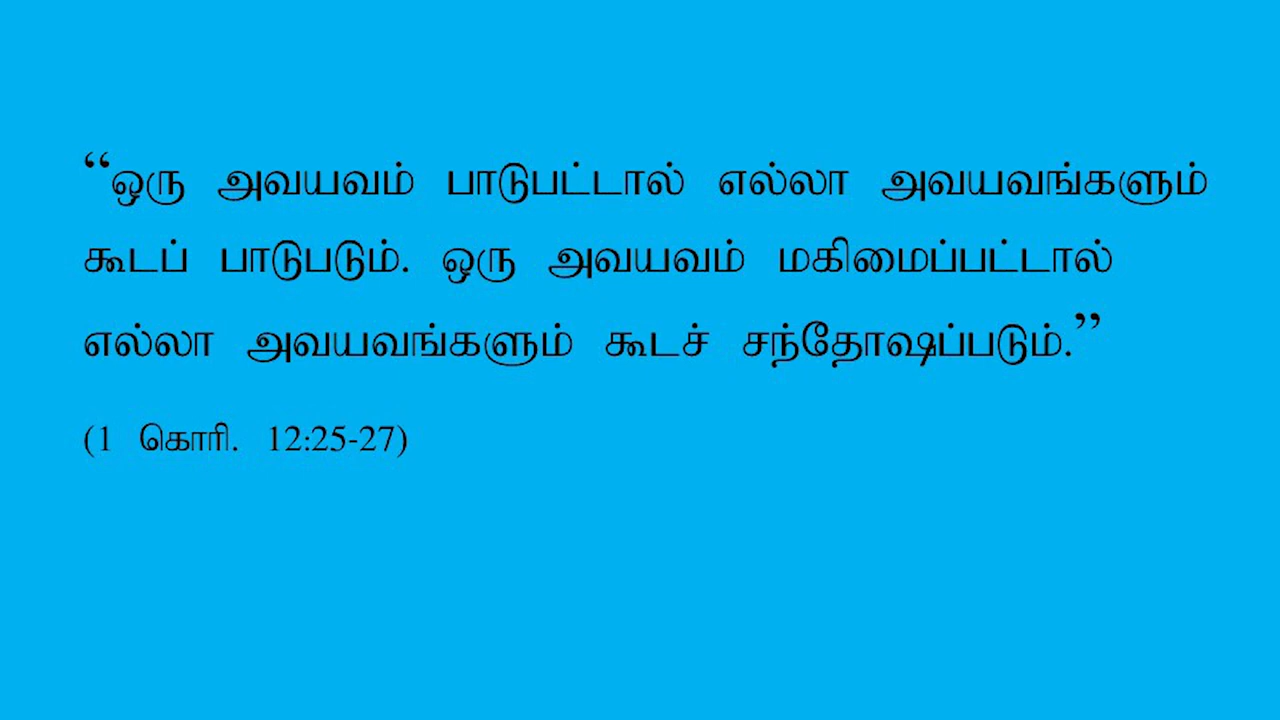 “ஒரு அவயவம் பாடுபட்டால் எல்லா அவயவங்களும்
கூடப் பாடுபடும். ஒரு அவயவம் மகிமைப்பட்டால்
எல்லா அவயவங்களும் கூடச் சந்தோஷப்படும்.”
(1 கொரி. 12:25-27)